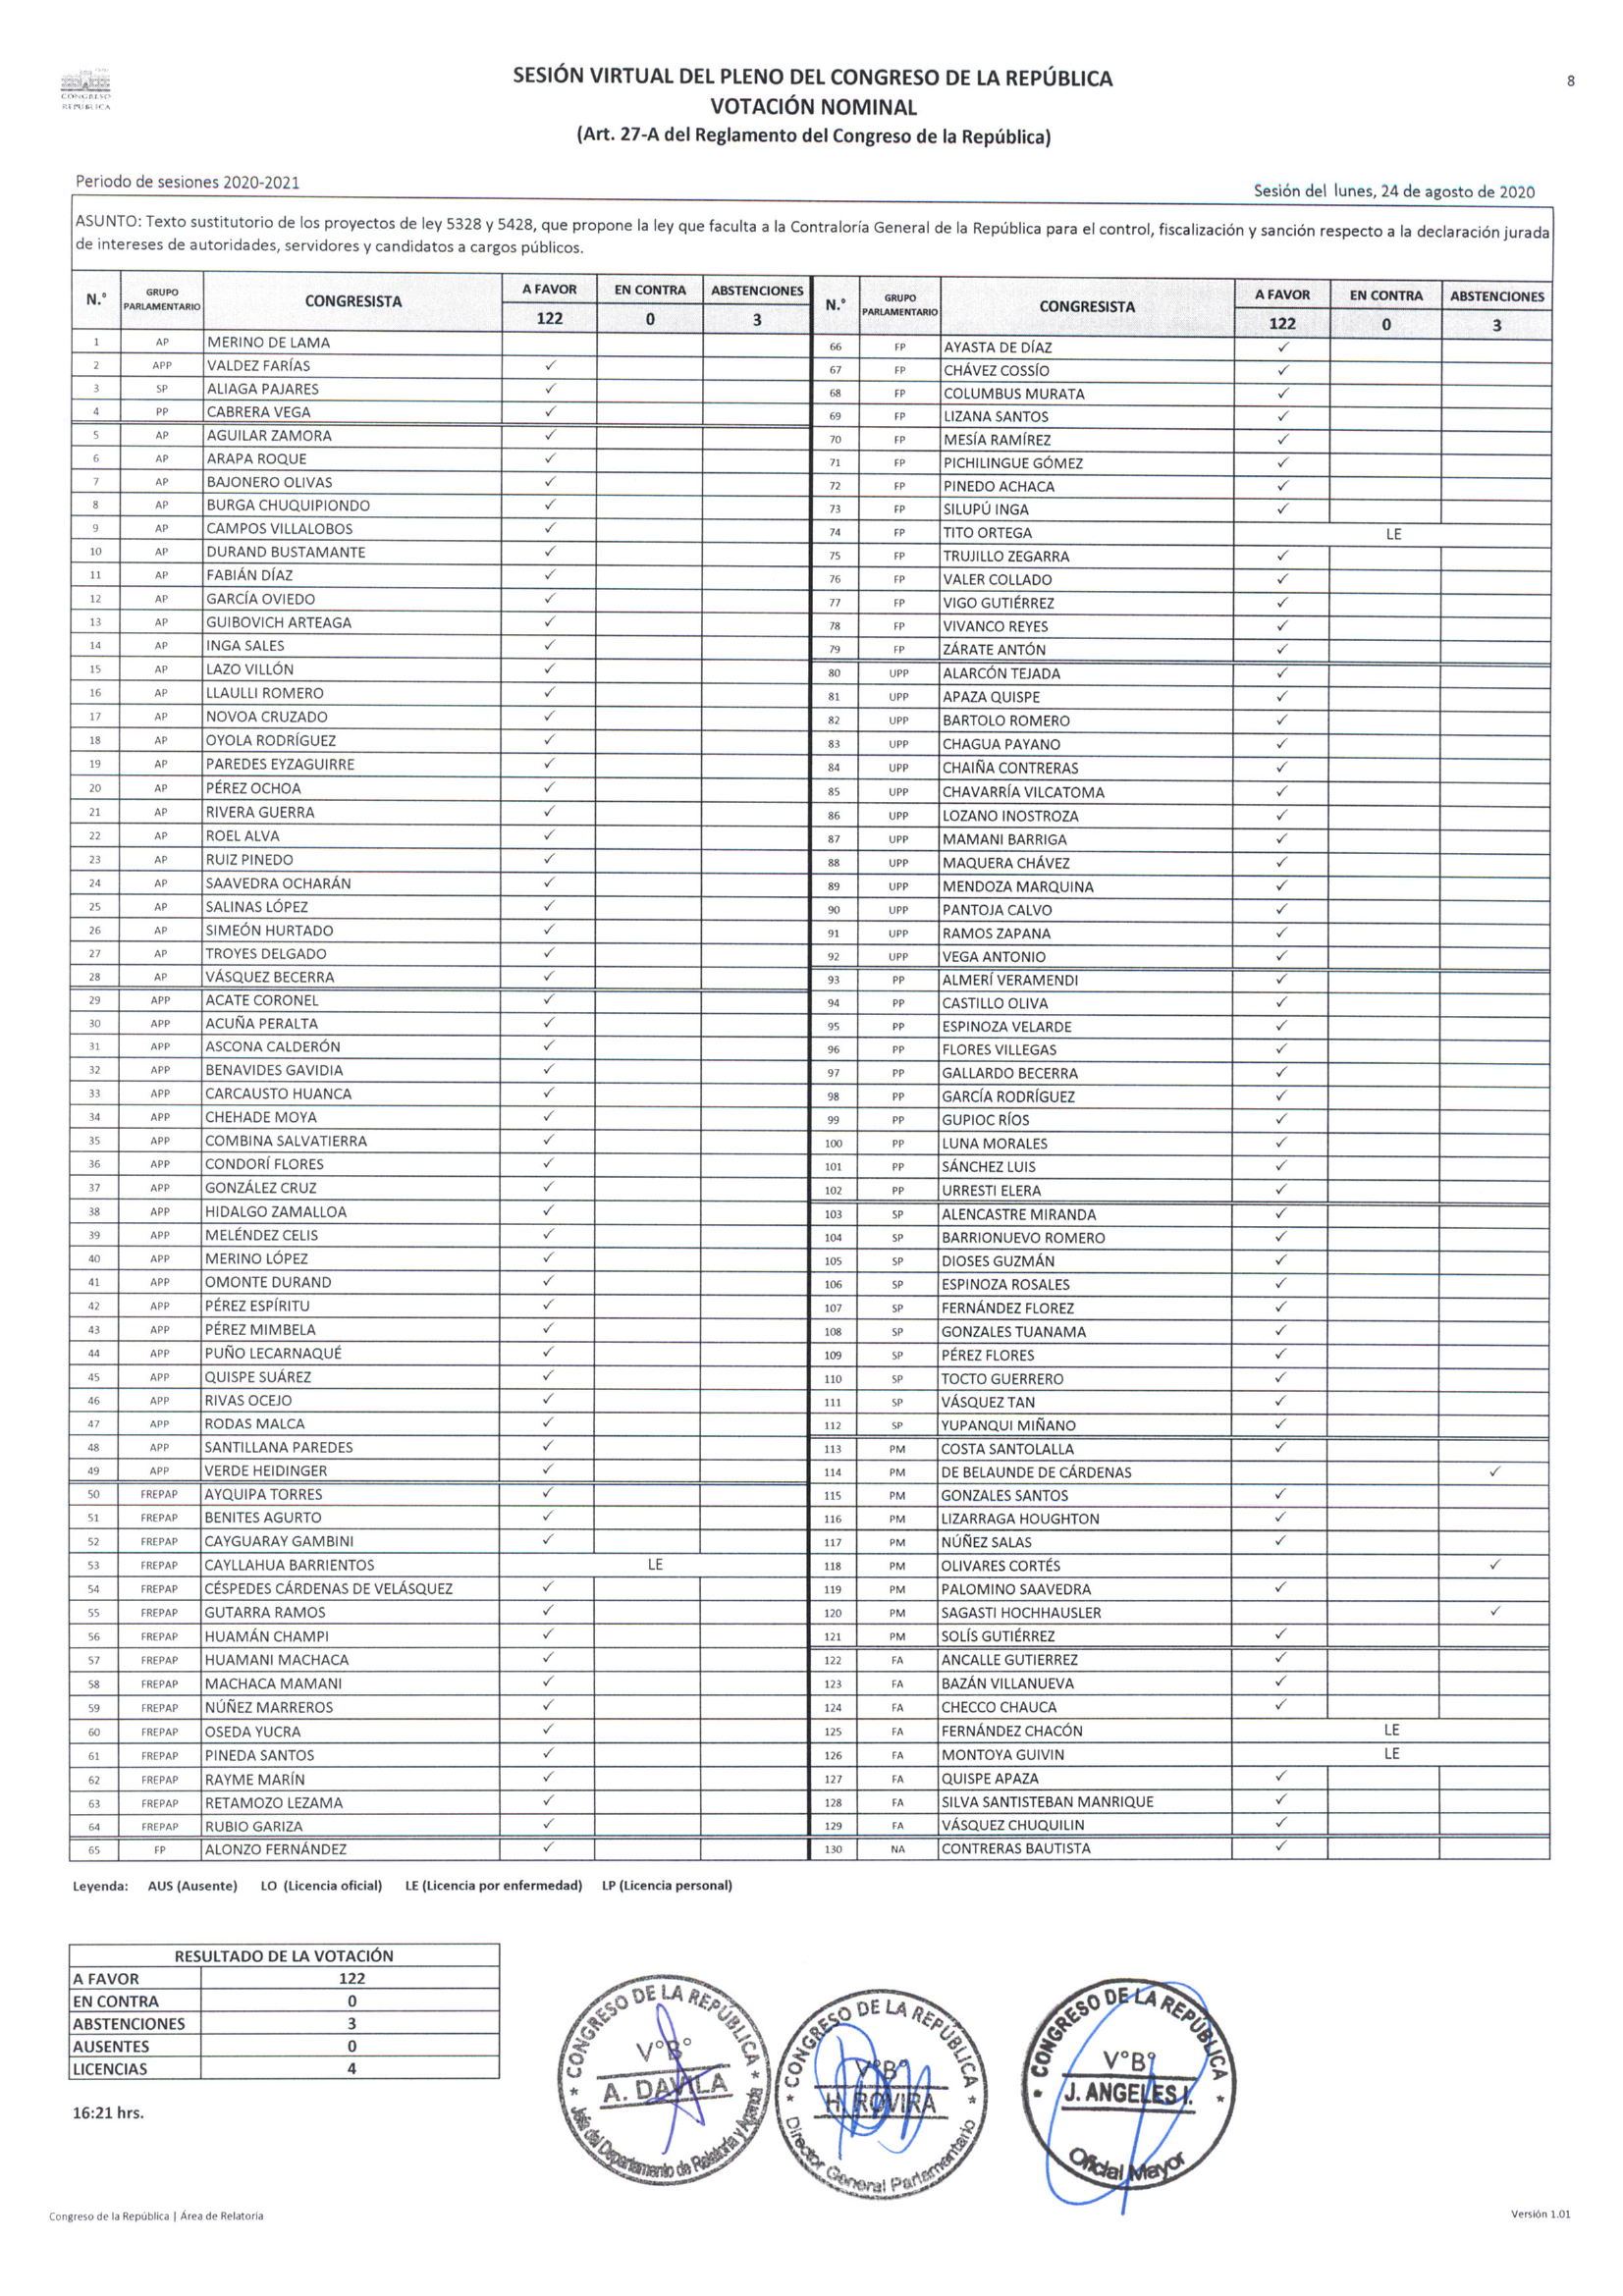 CONGRESO
REPÚBLICA
SESIÓN VIRTUAL DEL PLENO DEL CONGRESO DE LA REPÚBLICA
8
VOTACIÓN NOMINAL
(Art. 27-A del Reglamento del Congreso de la República)
Periodo de sesiones 2020-2021
Sesión del lunes, 24 de agosto de 2020
ASUNTO: Texto sustitutorio de los proyectos de ley 5328 y 5428, que propone la ley que faculta a la Contraloría General de la República para el control, fiscalización y sanción respecto a la declaración jurada
de intereses de autoridades, servidores y candidatos a cargos públicos.
N.° GRUPO PARLAMENTARIO CONGRESISTA A FAVOR EN CONTRA ABSTENCIONES
122 0 3
1 AP MERINO DE LAMA
2 APP VALDEZ FARÍAS ✓
3 SP ALIAGA PAJARES ✓
4 PP CABRERA VEGA ✓
5 AP AGUILAR ZAMORA ✓
6 AP ARAPA ROQUE ✓
7 AP BAJONERO OLIVAS ✓
8 AP BURGA CHUQUIPIONDO ✓
9 AP CAMPOS VILLALOBOS ✓
10 AP DURAND BUSTAMANTE ✓
11 AP FABIÁN DÍAZ ✓
12 AP GARCÍA OVIEDO ✓
13 AP GUIBOVICH ARTEAGA ✓
14 AP INGA SALES ✓
15 AP LAZO VILLÓN ✓
16 AP LLAULLI ROMERO ✓
17 AP NOVOA CRUZADO ✓
18 AP OYOLA RODRÍGUEZ ✓
19 AP PAREDES EYZAGUIRRE ✓
20 AP PÉREZ OCHOA ✓
21 AP RIVERA GUERRA ✓
22 AP ROEL ALVA ✓
23 AP RUIZ PINEDO ✓
24 AP SAAVEDRA OCHARÁN ✓
25 AP SALINAS LÓPEZ ✓
26 AP SIMEÓN HURTADO ✓
27 AP TROYES DELGADO ✓
28 AP VÁSQUEZ BECERRA ✓
29 APP ACATE CORONEL ✓
30 APP ACUÑA PERALTA ✓
31 APP ASCONA CALDERÓN ✓
32 APP BENAVIDES GAVIDIA ✓
33 APP CARCAUSTO HUANCA ✓
34 APP CHEHADE MOYA ✓
35 APP COMBINA SALVATIERRA ✓
36 APP CONDORÍ FLORES ✓
37 APP GONZÁLEZ CRUZ ✓
38 APP HIDALGO ZAMALLOA ✓
39 APP MELÉNDEZ CELIS ✓
40 APP MERINO LÓPEZ ✓
41 APP OMONTE DURAND ✓
42 APP PÉREZ ESPÍRITU ✓
43 APP PÉREZ MIMBELA ✓
44 APP PUÑO LECARNAQUÉ ✓
45 APP QUISPE SUÁREZ ✓
46 APP RIVAS OCEJO ✓
47 APP RODAS MALCA ✓
48 APP SANTILLANA PAREDES ✓
49 APP VERDE HEIDINGER ✓
50 FREPAP AYQUIPA TORRES ✓
51 FREPAP BENITES AGURTO ✓
52 FREPAP CAYGUARAY GAMBINI ✓
53 FREPAP CAYLLAHUA BARRIENTOS LE
54 FREPAP CÉSPEDES CÁRDENAS DE VELÁSQUEZ ✓
55 FREPAP GUTARRA RAMOS ✓
56 FREPAP HUAMÁN CHAMPI ✓
57 FREPAP HUAMANI MACHACA ✓
58 FREPAP MACHACA MAMANI ✓
59 FREPAP NÚÑEZ MARREROS ✓
60 FREPAP OSEDA YUCRA ✓
61 FREPAP PINEDA SANTOS ✓
62 FREPAP RAYME MARÍN ✓
63 FREPAP RETAMOZO LEZAMA ✓
64 FREPAP RUBIO GARIZA ✓
65 FP ALONZO FERNÁNDEZ ✓
N.° GRUPO PARLAMENTARIO CONGRESISTA A FAVOR EN CONTRA ABSTENCIONES
122 0 3
66 FP AYASTA DE DÍAZ ✓
67 FP CHÁVEZ COSSÍO ✓
68 FP COLUMBUS MURATA ✓
69 FP LIZANA SANTOS ✓
70 FP MESÍA RAMÍREZ ✓
71 FP PICHILINGUE GÓMEZ ✓
72 FP PINEDO ACHACA ✓
73 FP SILUPÚ INGA ✓
74 FP TITO ORTEGA LE
75 FP TRUJILLO ZEGARRA ✓
76 FP VALER COLLADO ✓
77 FP VIGO GUTIÉRREZ ✓
78 FP VIVANCO REYES ✓
79 FP ZÁRATE ANTÓN ✓
80 UPP ALARCÓN TEJADA ✓
81 UPP APAZA QUISPE ✓
82 UPP BARTOLO ROMERO ✓
83 UPP CHAGUA PAYANO ✓
84 UPP CHAIÑA CONTRERAS ✓
85 UPP CHAVARRÍA VILCATOMA ✓
86 UPP LOZANO INOSTROZA ✓
87 UPP MAMANI BARRIGA ✓
88 UPP MAQUERA CHÁVEZ ✓
89 UPP MENDOZA MARQUINA ✓
90 UPP PANTOJA CALVO ✓
91 UPP RAMOS ZAPANA ✓
92 UPP VEGA ANTONIO ✓
93 PP ALMERÍ VERAMENDI ✓
94 PP CASTILLO OLIVA ✓
95 PP ESPINOZA VELARDE ✓
96 PP FLORES VILLEGAS ✓
97 PP GALLARDO BECERRA ✓
98 PP GARCÍA RODRÍGUEZ ✓
99 PP GUPIOC RÍOS ✓
100 PP LUNA MORALES ✓
101 PP SÁNCHEZ LUIS ✓
102 PP URRESTI ELERA ✓
103 SP ALENCASTRE MIRANDA ✓
104 SP BARRIONUEVO ROMERO ✓
105 SP DIOSES GUZMÁN ✓
106 SP ESPINOZA ROSALES ✓
107 SP FERNÁNDEZ FLOREZ ✓
108 SP GONZALES TUANAMA ✓
109 SP PÉREZ FLORES ✓
110 SP TOCTO GUERRERO ✓
111 SP VÁSQUEZ TAN ✓
112 SP YUPANQUI MIÑANO ✓
113 PM COSTA SANTOLALLA ✓
114 PM DE BELAUNDE DE CÁRDENAS ✓
115 PM GONZALES SANTOS ✓
116 PM LIZARRAGA HOUGHTON ✓
117 PM NÚÑEZ SALAS ✓
118 PM OLIVARES CORTÉS ✓
119 PM PALOMINO SAAVEDRA ✓
120 PM SAGASTI HOCHHAUSLER ✓
121 PM SOLÍS GUTIÉRREZ ✓
122 FA ANCALLE GUTIERREZ ✓
123 FA BAZÁN VILLANUEVA ✓
124 FA CHECCO CHAUCA ✓
125 FA FERNÁNDEZ CHACÓN LE
126 FA MONTOYA GUIVIN LE
127 FA QUISPE APAZA ✓
128 FA SILVA SANTISTEBAN MANRIQUE ✓
129 FA VÁSQUEZ CHUQUILIN ✓
130 NA CONTRERAS BAUTISTA ✓
Leyenda: AUS (Ausente) LO (Licencia oficial) LE (Licencia por enfermedad) LP (Licencia personal)
RESULTADO DE LA VOTACIÓN
A FAVOR 122
EN CONTRA 0
ABSTENCIONES 3
AUSENTES 0
LICENCIAS 4
16:21 hrs.
* CONGRESO DE LA REPÚBLICA *
V°B°
A. DAVILA
Jefa del Departamento de Relatoría y Agenda
* CONGRESO DE LA REPÚBLICA *
V°B°
H. ROVIRA
Director General Parlamentario
* CONGRESO DE LA REPÚBLICA *
V°B°
J. ANGELES I.
Oficial Mayor
Congreso de la República | Área de Relatoría
Versión 1.01